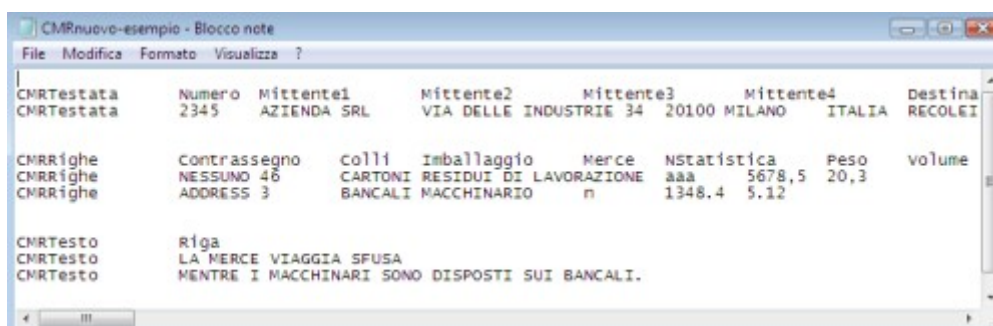 CMRnuovo-esempio - Blocco note
File Modifica Formato Visualizza ?
CMRTestata Numero Mittente1 Mittente2 Mittente3 Mittente4 Destina
CMRTestata 2345 AZIENDA SRL VIA DELLE INDUSTRIE 34 20100 MILANO ITALIA RECOLEI
CMRRighe Contrassegno Colli Imballaggio Merce NStatistica Peso Volume
CMRRighe NESSUNO 46 CARTONI RESIDUI DI LAVORAZIONE aaa 5678,5 20,3
CMRRighe ADDRESS 3 BANCALI MACCHINARIO n 1348.4 5.12
CMRTesto Riga
CMRTesto LA MERCE VIAGGIA SFUSA
CMRTesto MENTRE I MACCHINARI SONO DISPOSTI SUI BANCALI.